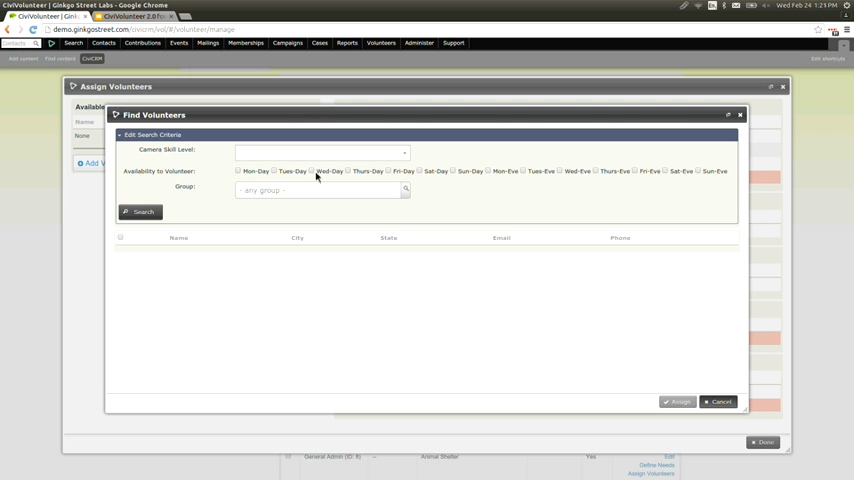 CiviVolunteer | Ginkgo Street Labs - Google Chrome
Wed Feb 24 1:21PM
CiviVolunteer | Gink
CiviVolunteer 2.0 fo
demo.ginkgostreet.com/civicrm/vol/#/volunteer/manage
Contacts Search Contacts Contributions Events Mailings Memberships Campaigns Cases Reports Volunteers Administer Support
Add content Find content CiviCRM Edit shortcuts
Assign Volunteers
Available
Name
None
Add V
Find Volunteers
Edit Search Criteria
Camera Skill Level:
Availability to Volunteer: Mon-Day Tues-Day Wed-Day Thurs-Day Fri-Day Sat-Day Sun-Day Mon-Eve Tues-Eve Wed-Eve Thurs-Eve Fri-Eve Sat-Eve Sun-Eve
Group: - any group -
Search
Name City State Email Phone
Assign Cancel
Done
General Admin (ID: 8) -- Animal Shelter Yes Edit
Define Needs
Assign Volunteers